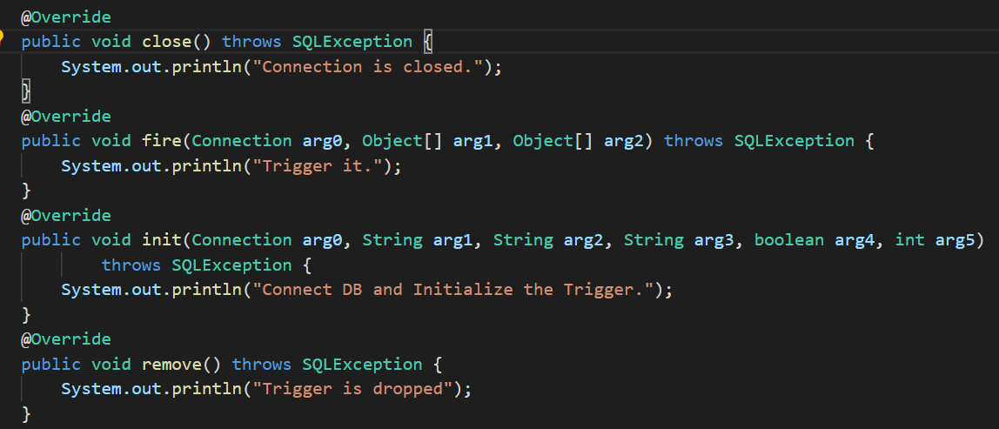 @Override
public void close() throws SQLException {
    System.out.println("Connection is closed.");
}
@Override
public void fire(Connection arg0, Object[] arg1, Object[] arg2) throws SQLException {
    System.out.println("Trigger it.");
}
@Override
public void init(Connection arg0, String arg1, String arg2, String arg3, boolean arg4, int arg5)
        throws SQLException {
    System.out.println("Connect DB and Initialize the Trigger.");
}
@Override
public void remove() throws SQLException {
    System.out.println("Trigger is dropped");
}